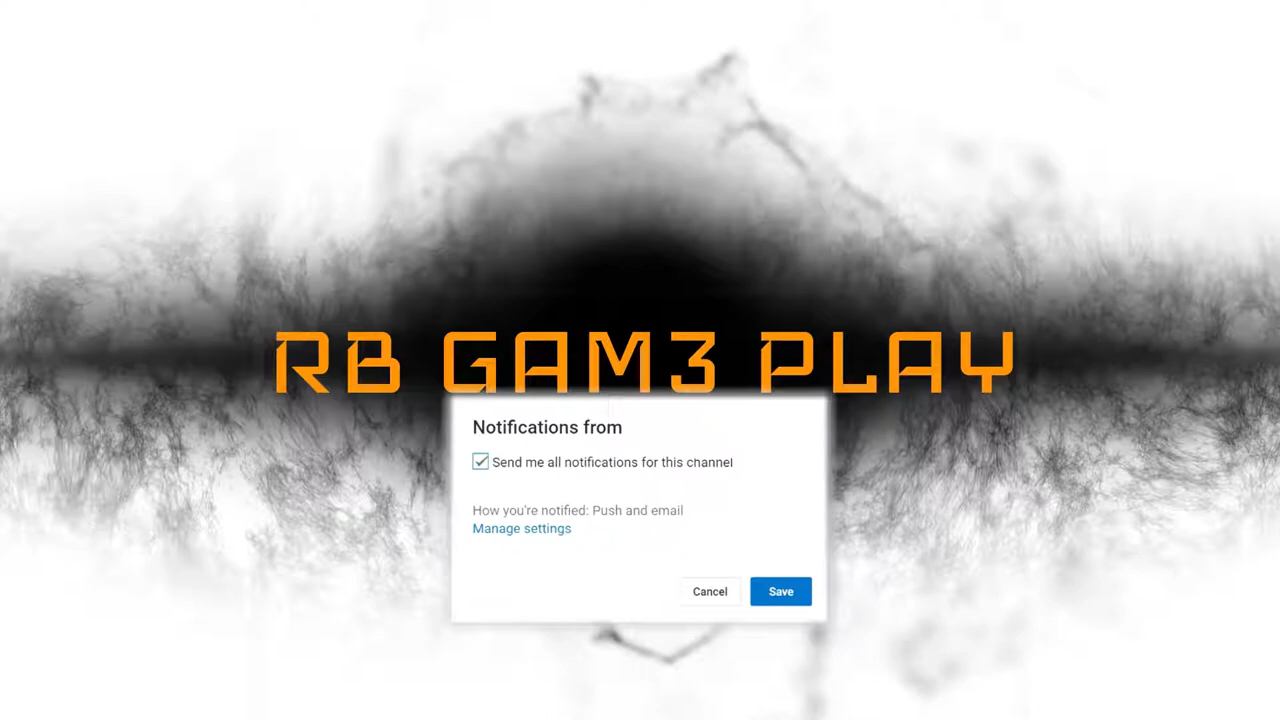 RB GAM3 PLAY
Notifications from
Send me all notifications for this channel
How you're notified: Push and email
Manage settings
Cancel Save